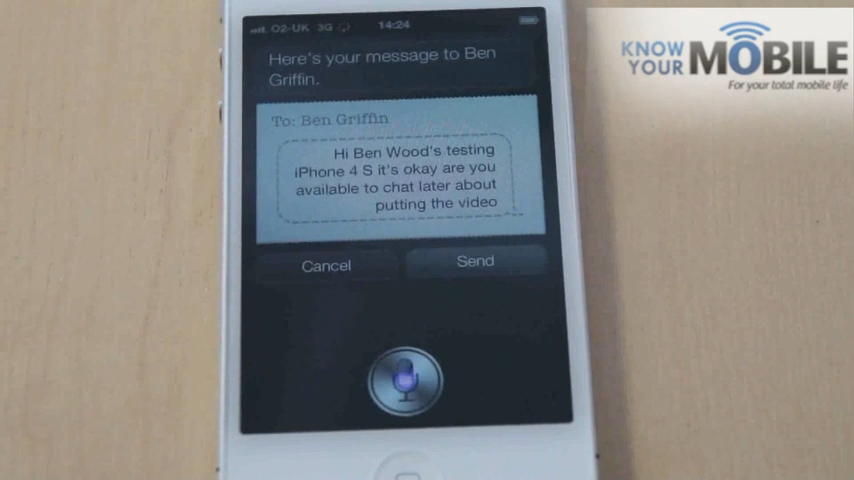 O2-UK 3G 14:24
Here's your message to Ben
Griffin.
To: Ben Griffin
Hi Ben Wood's testing
iPhone 4 S it's okay are you
available to chat later about
putting the video
Cancel Send
KNOW
YOUR MOBILE
For your total mobile life